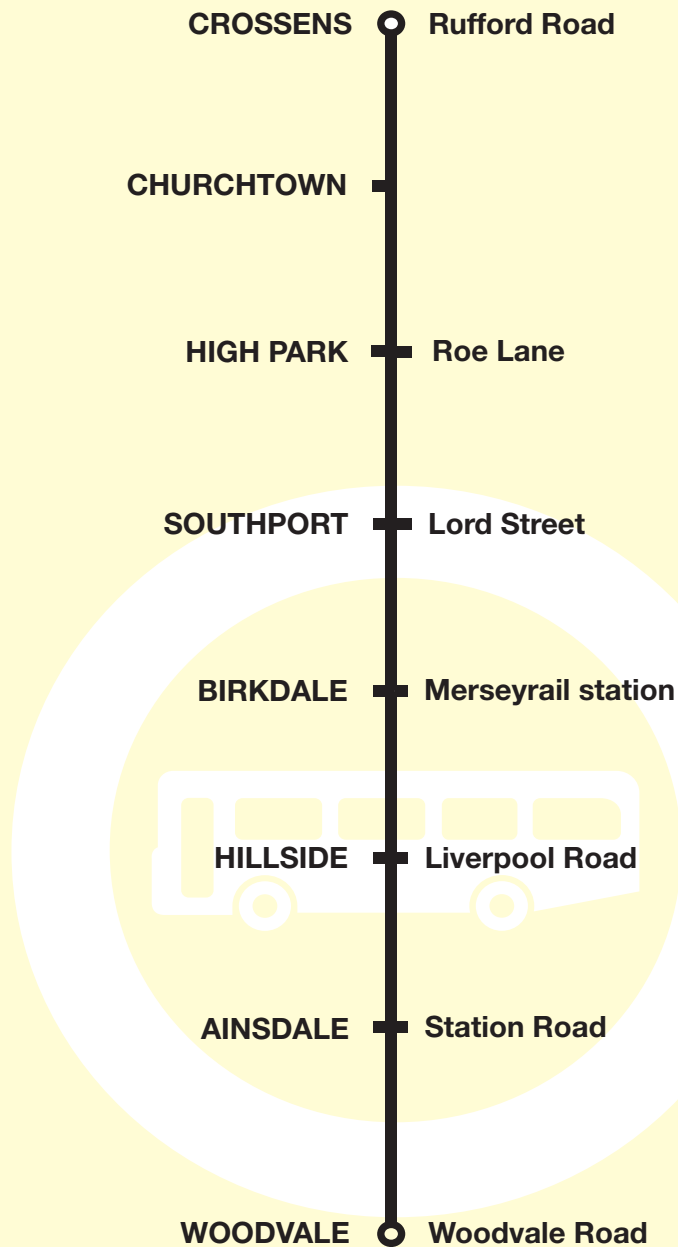 CROSSENS Rufford Road
CHURCHTOWN
HIGH PARK Roe Lane
SOUTHPORT Lord Street
BIRKDALE Merseyrail station
HILLSIDE Liverpool Road
AINSDALE Station Road
WOODVALE Woodvale Road